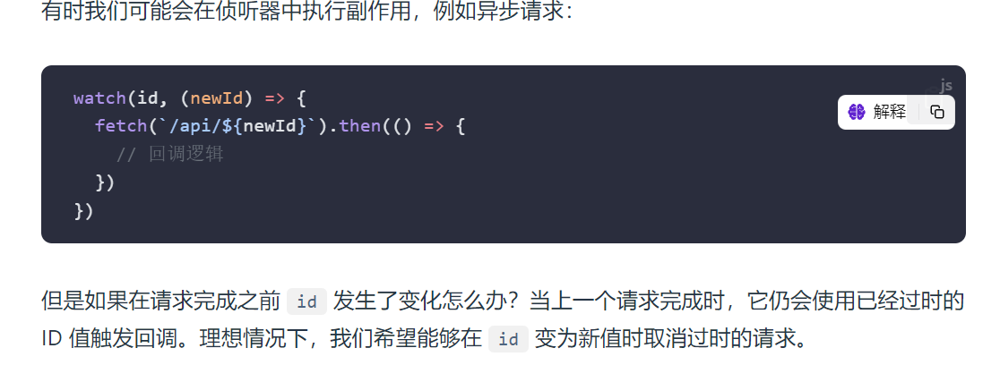 有时我们可能会在侦听器中执行副作用，例如异步请求：
js
watch(id, (newId) => {
解释
fetch(`/api/${newId}`).then(() => {
// 回调逻辑
})
})
但是如果在请求完成之前 id 发生了变化怎么办？当上一个请求完成时，它仍会使用已经过时的
ID 值触发回调。理想情况下，我们希望能够在 id 变为新值时取消过时的请求。